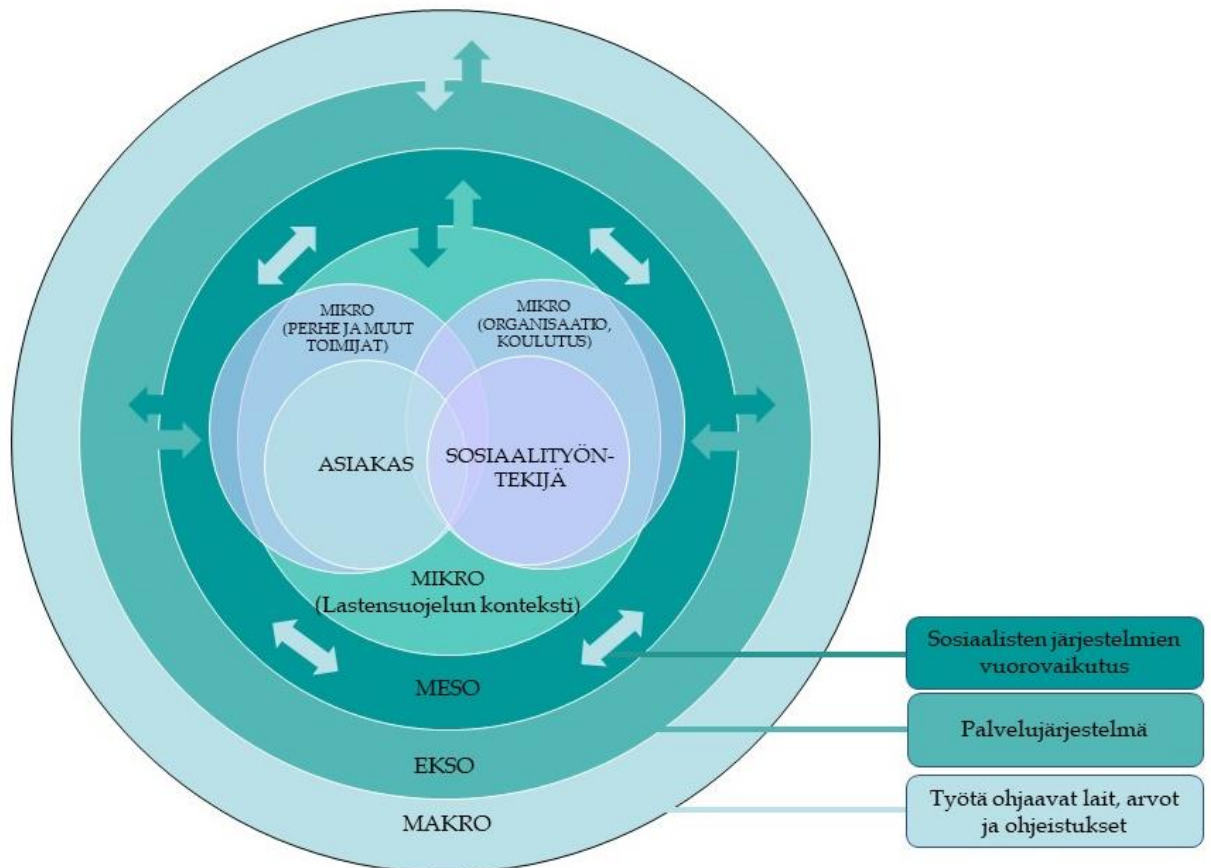 MIKRO
(PERHE JA MUUT
TOIMIJAT)
MIKRO
(ORGANISAATIO,
KOULUTUS)
ASIAKAS
SOSIAALITYÖN-
TEKIJÄ
MIKRO
(Lastensuojelun konteksti)
MESO
EKSO
MAKRO
Sosiaalisten järjestelmien
vuorovaikutus
Palvelujärjestelmä
Työtä ohjaavat lait, arvot
ja ohjeistukset